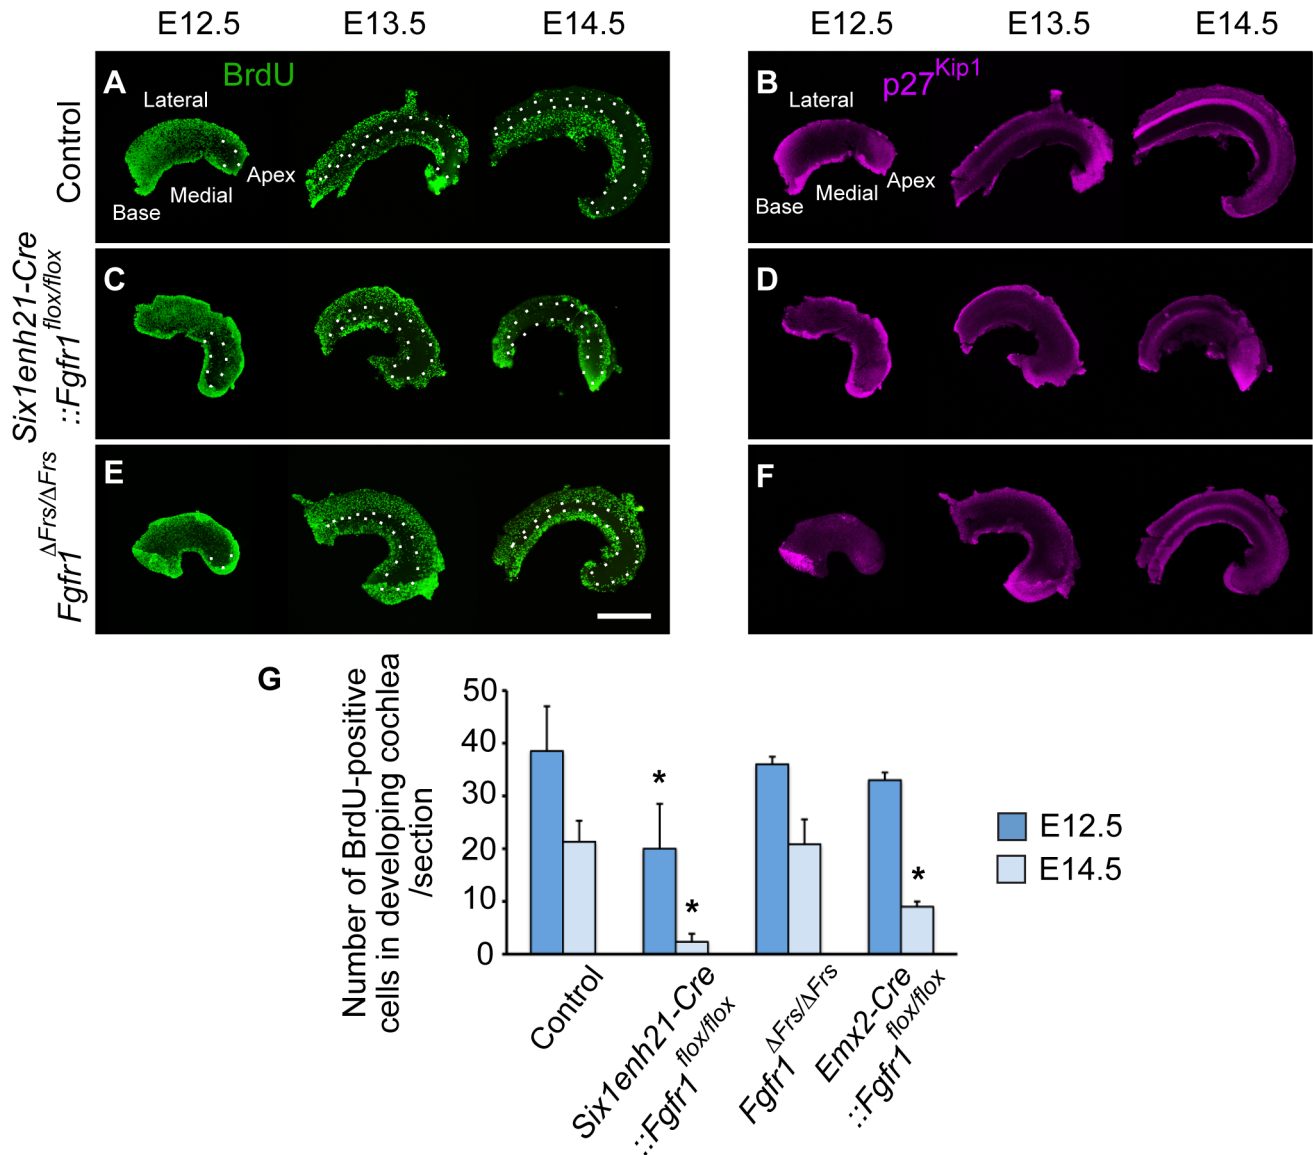 E12.5 E13.5 E14.5 E12.5 E13.5 E14.5
Control
A BrdU
Lateral
Apex
Medial
Base
B p27Kip1
Lateral
Apex
Medial
Base
Six1enh21-Cre
::Fgfr1flox/flox
C
D
Fgfr1ΔFrs/ΔFrs
E
F
G
Number of BrdU-positive
cells in developing cochlea
/section
50
40
30
20
10
0
* * *
E12.5
E14.5
Control
Six1enh21-Cre
::Fgfr1flox/flox
Fgfr1ΔFrs/ΔFrs
Emx2-Cre
::Fgfr1flox/flox